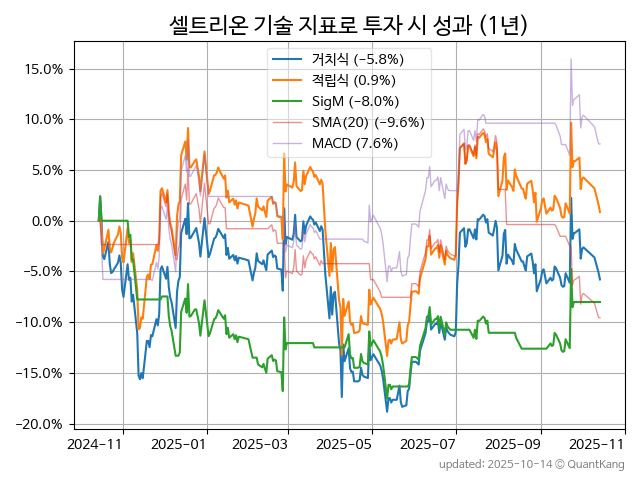 셀트리온 기술 지표로 투자 시 성과 (1년)
거치식 (−5.8%)
적립식 (0.9%)
SigM (−8.0%)
SMA(20) (−9.6%)
MACD (7.6%)
15.0%
10.0%
5.0%
0.0%
−5.0%
−10.0%
−15.0%
−20.0%
2024-11 2025-01 2025-03 2025-05 2025-07 2025-09 2025-11
updated: 2025-10-14 © QuantKang